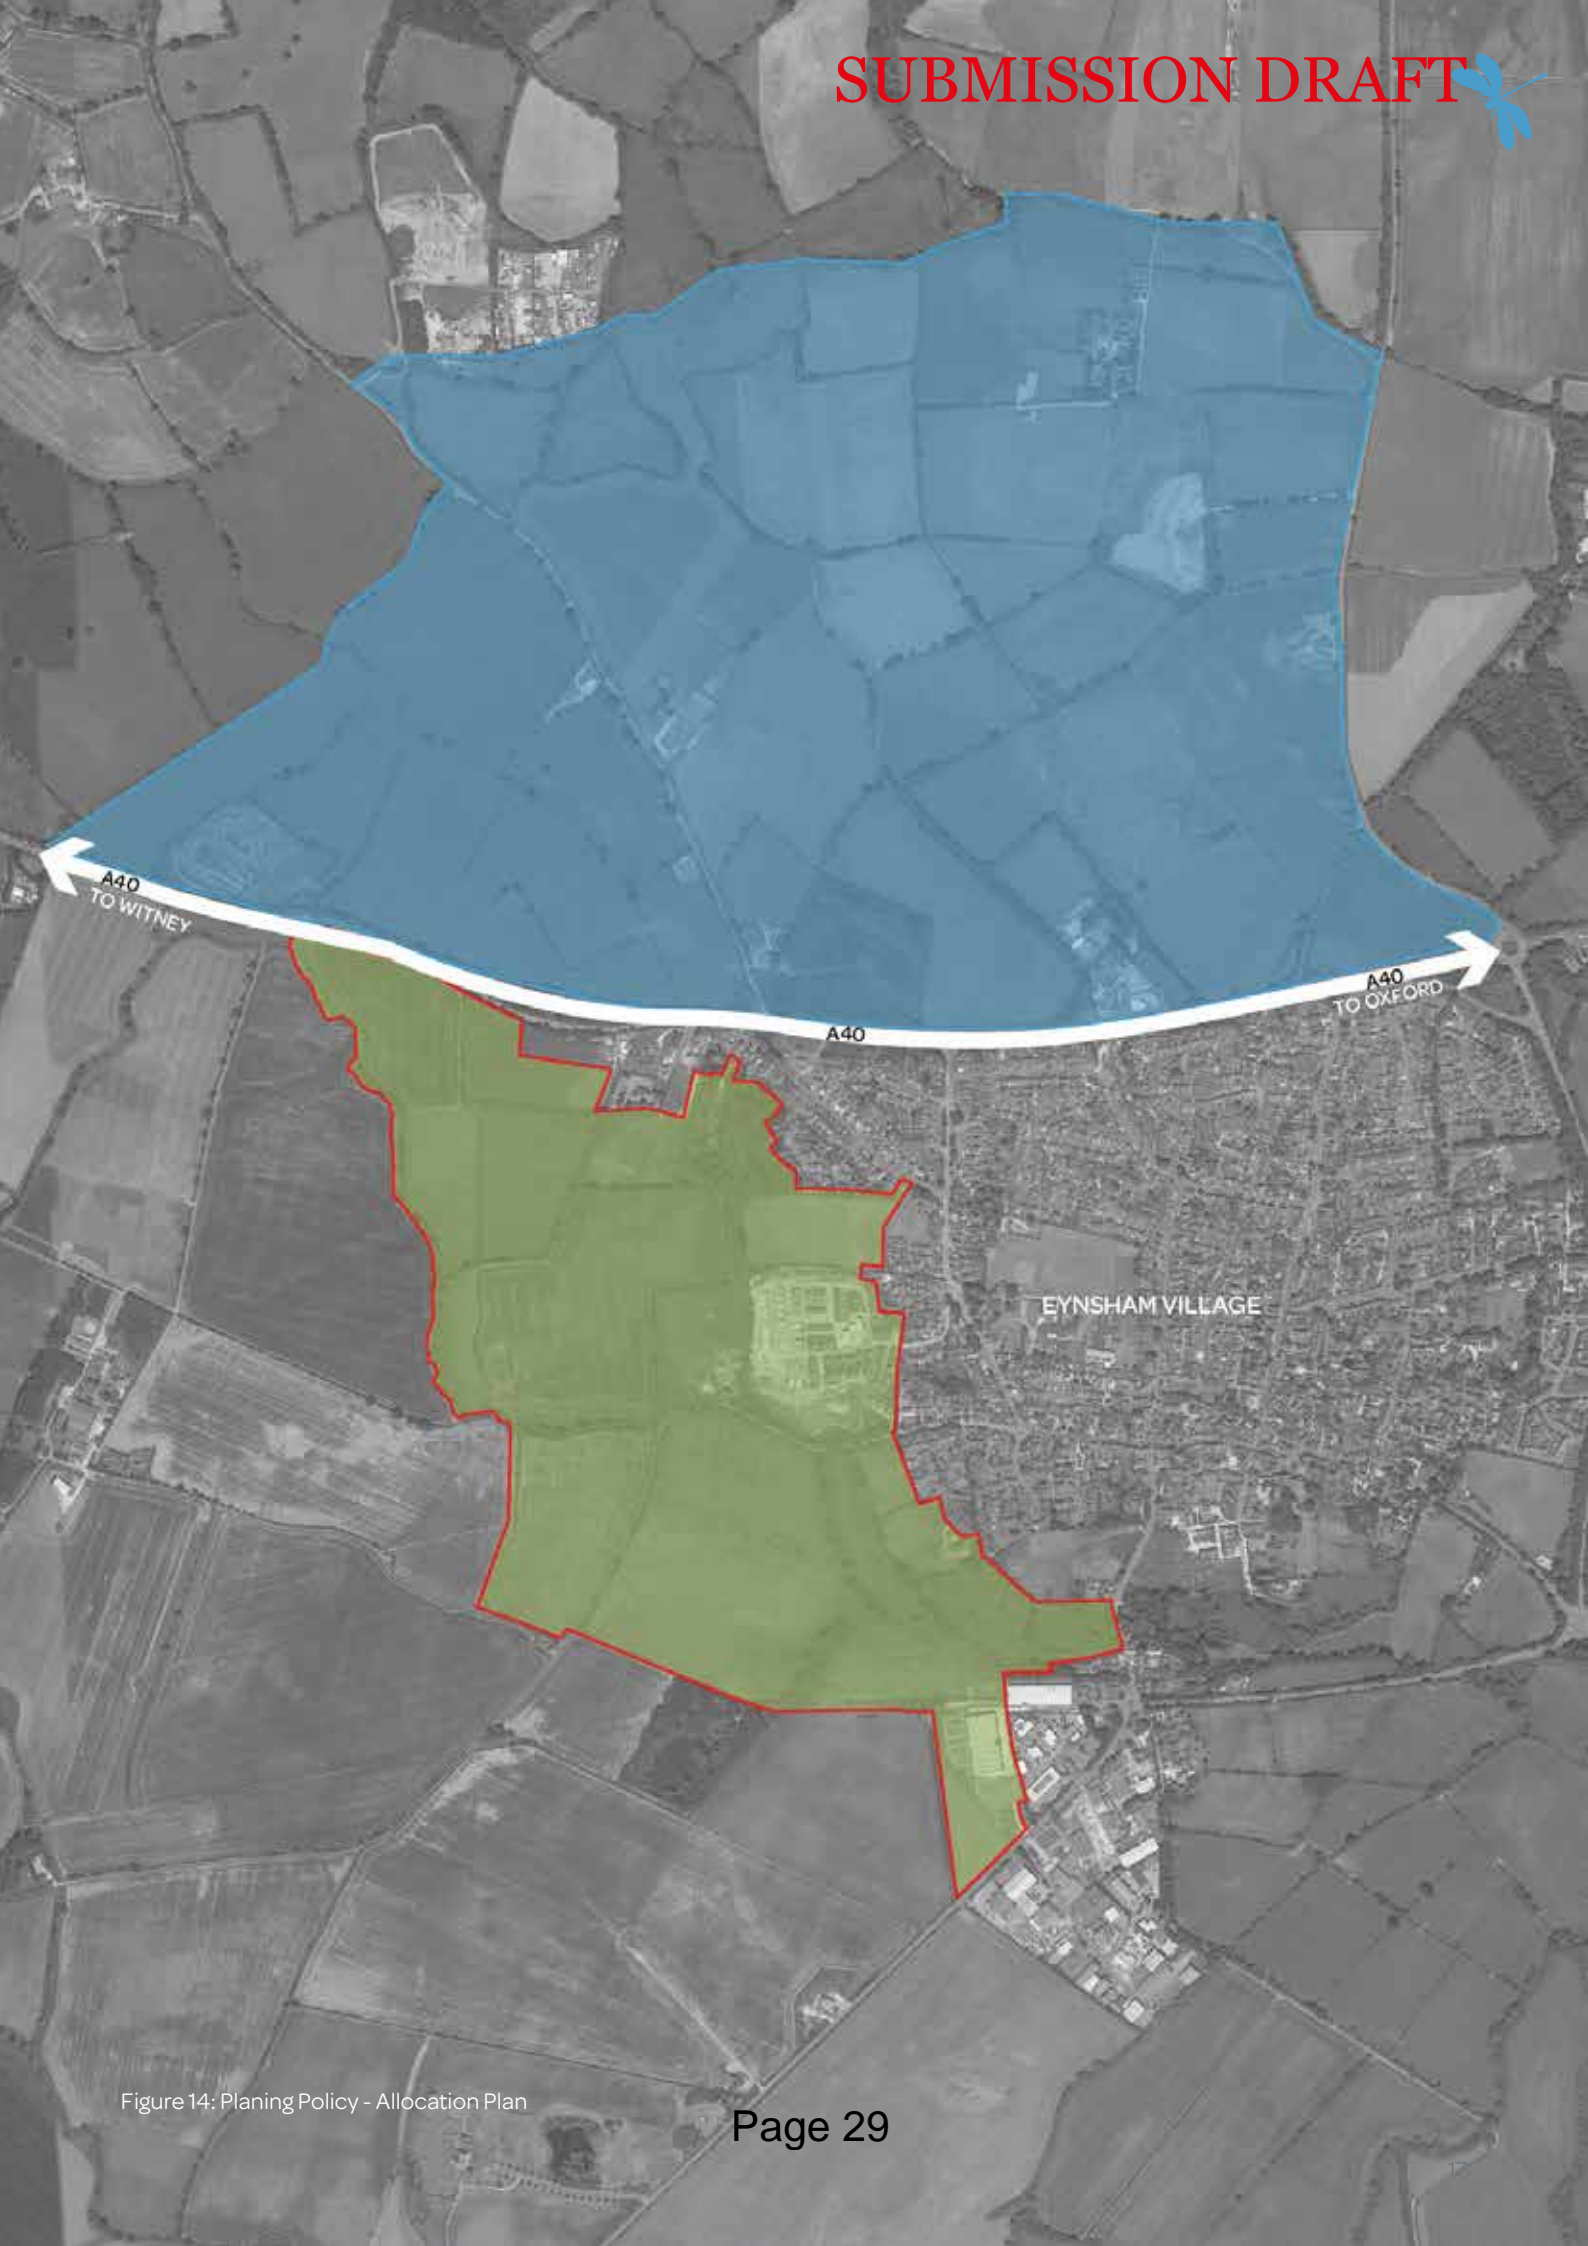 SUBMISSION DRAFT
A40
TO WITNEY
A40
TO OXFORD
A40
EYNSHAM VILLAGE
Figure 14: Planing Policy - Allocation Plan
Page 29
17